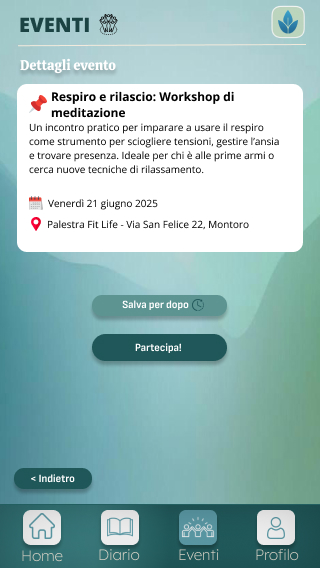 EVENTI
Dettagli evento
Respiro e rilascio: Workshop di
meditazione
Un incontro pratico per imparare a usare il respiro
come strumento per sciogliere tensioni, gestire l'ansia
e trovare presenza. Ideale per chi è alle prime armi o
cerca nuove tecniche di rilassamento.
Venerdì 21 giugno 2025
Palestra Fit Life - Via San Felice 22, Montoro
Salva per dopo
Partecipa!
< Indietro
Home Diario Eventi Profilo